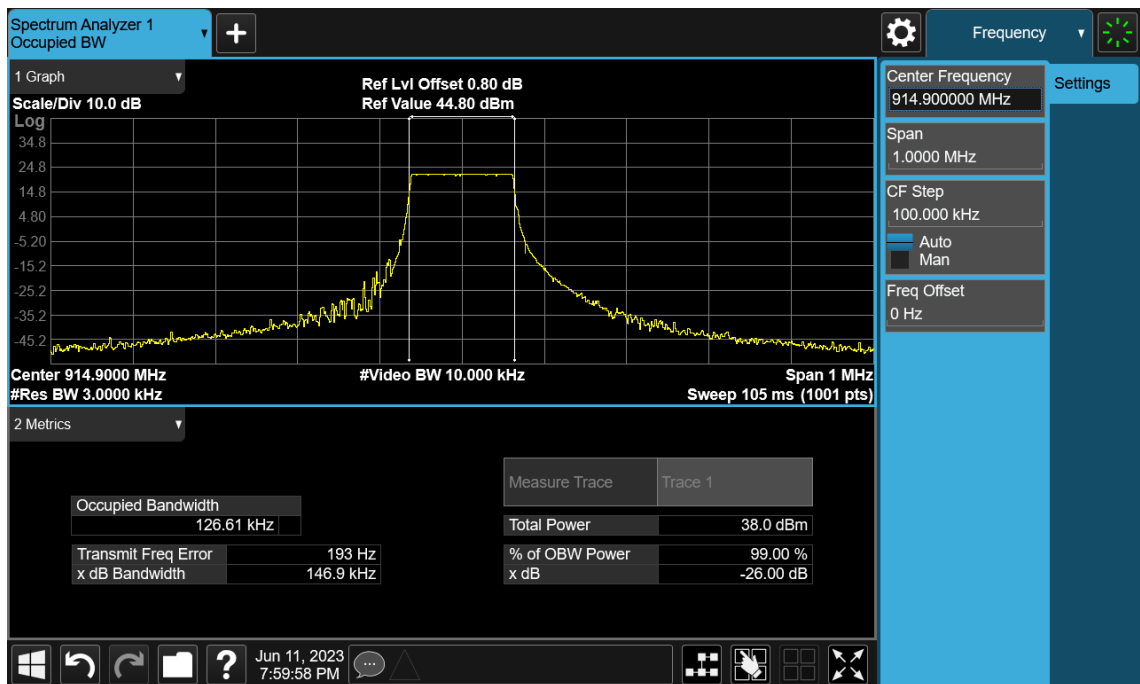 Spectrum Analyzer 1
Occupied BW
+
Frequency
1 Graph
Scale/Div 10.0 dB
Ref Lvl Offset 0.80 dB
Ref Value 44.80 dBm
Log
34.8
24.8
14.8
4.80
-5.20
-15.2
-25.2
-35.2
-45.2
Center 914.9000 MHz
#Video BW 10.000 kHz
Span 1 MHz
#Res BW 3.0000 kHz
Sweep 105 ms (1001 pts)
Center Frequency
914.900000 MHz
Settings
Span
1.0000 MHz
CF Step
100.000 kHz
Auto
Man
Freq Offset
0 Hz
2 Metrics
Measure Trace Trace 1
Occupied Bandwidth
126.61 kHz
Total Power 38.0 dBm
Transmit Freq Error 193 Hz
% of OBW Power 99.00 %
x dB Bandwidth 146.9 kHz
x dB -26.00 dB
?
Jun 11, 2023
7:59:58 PM